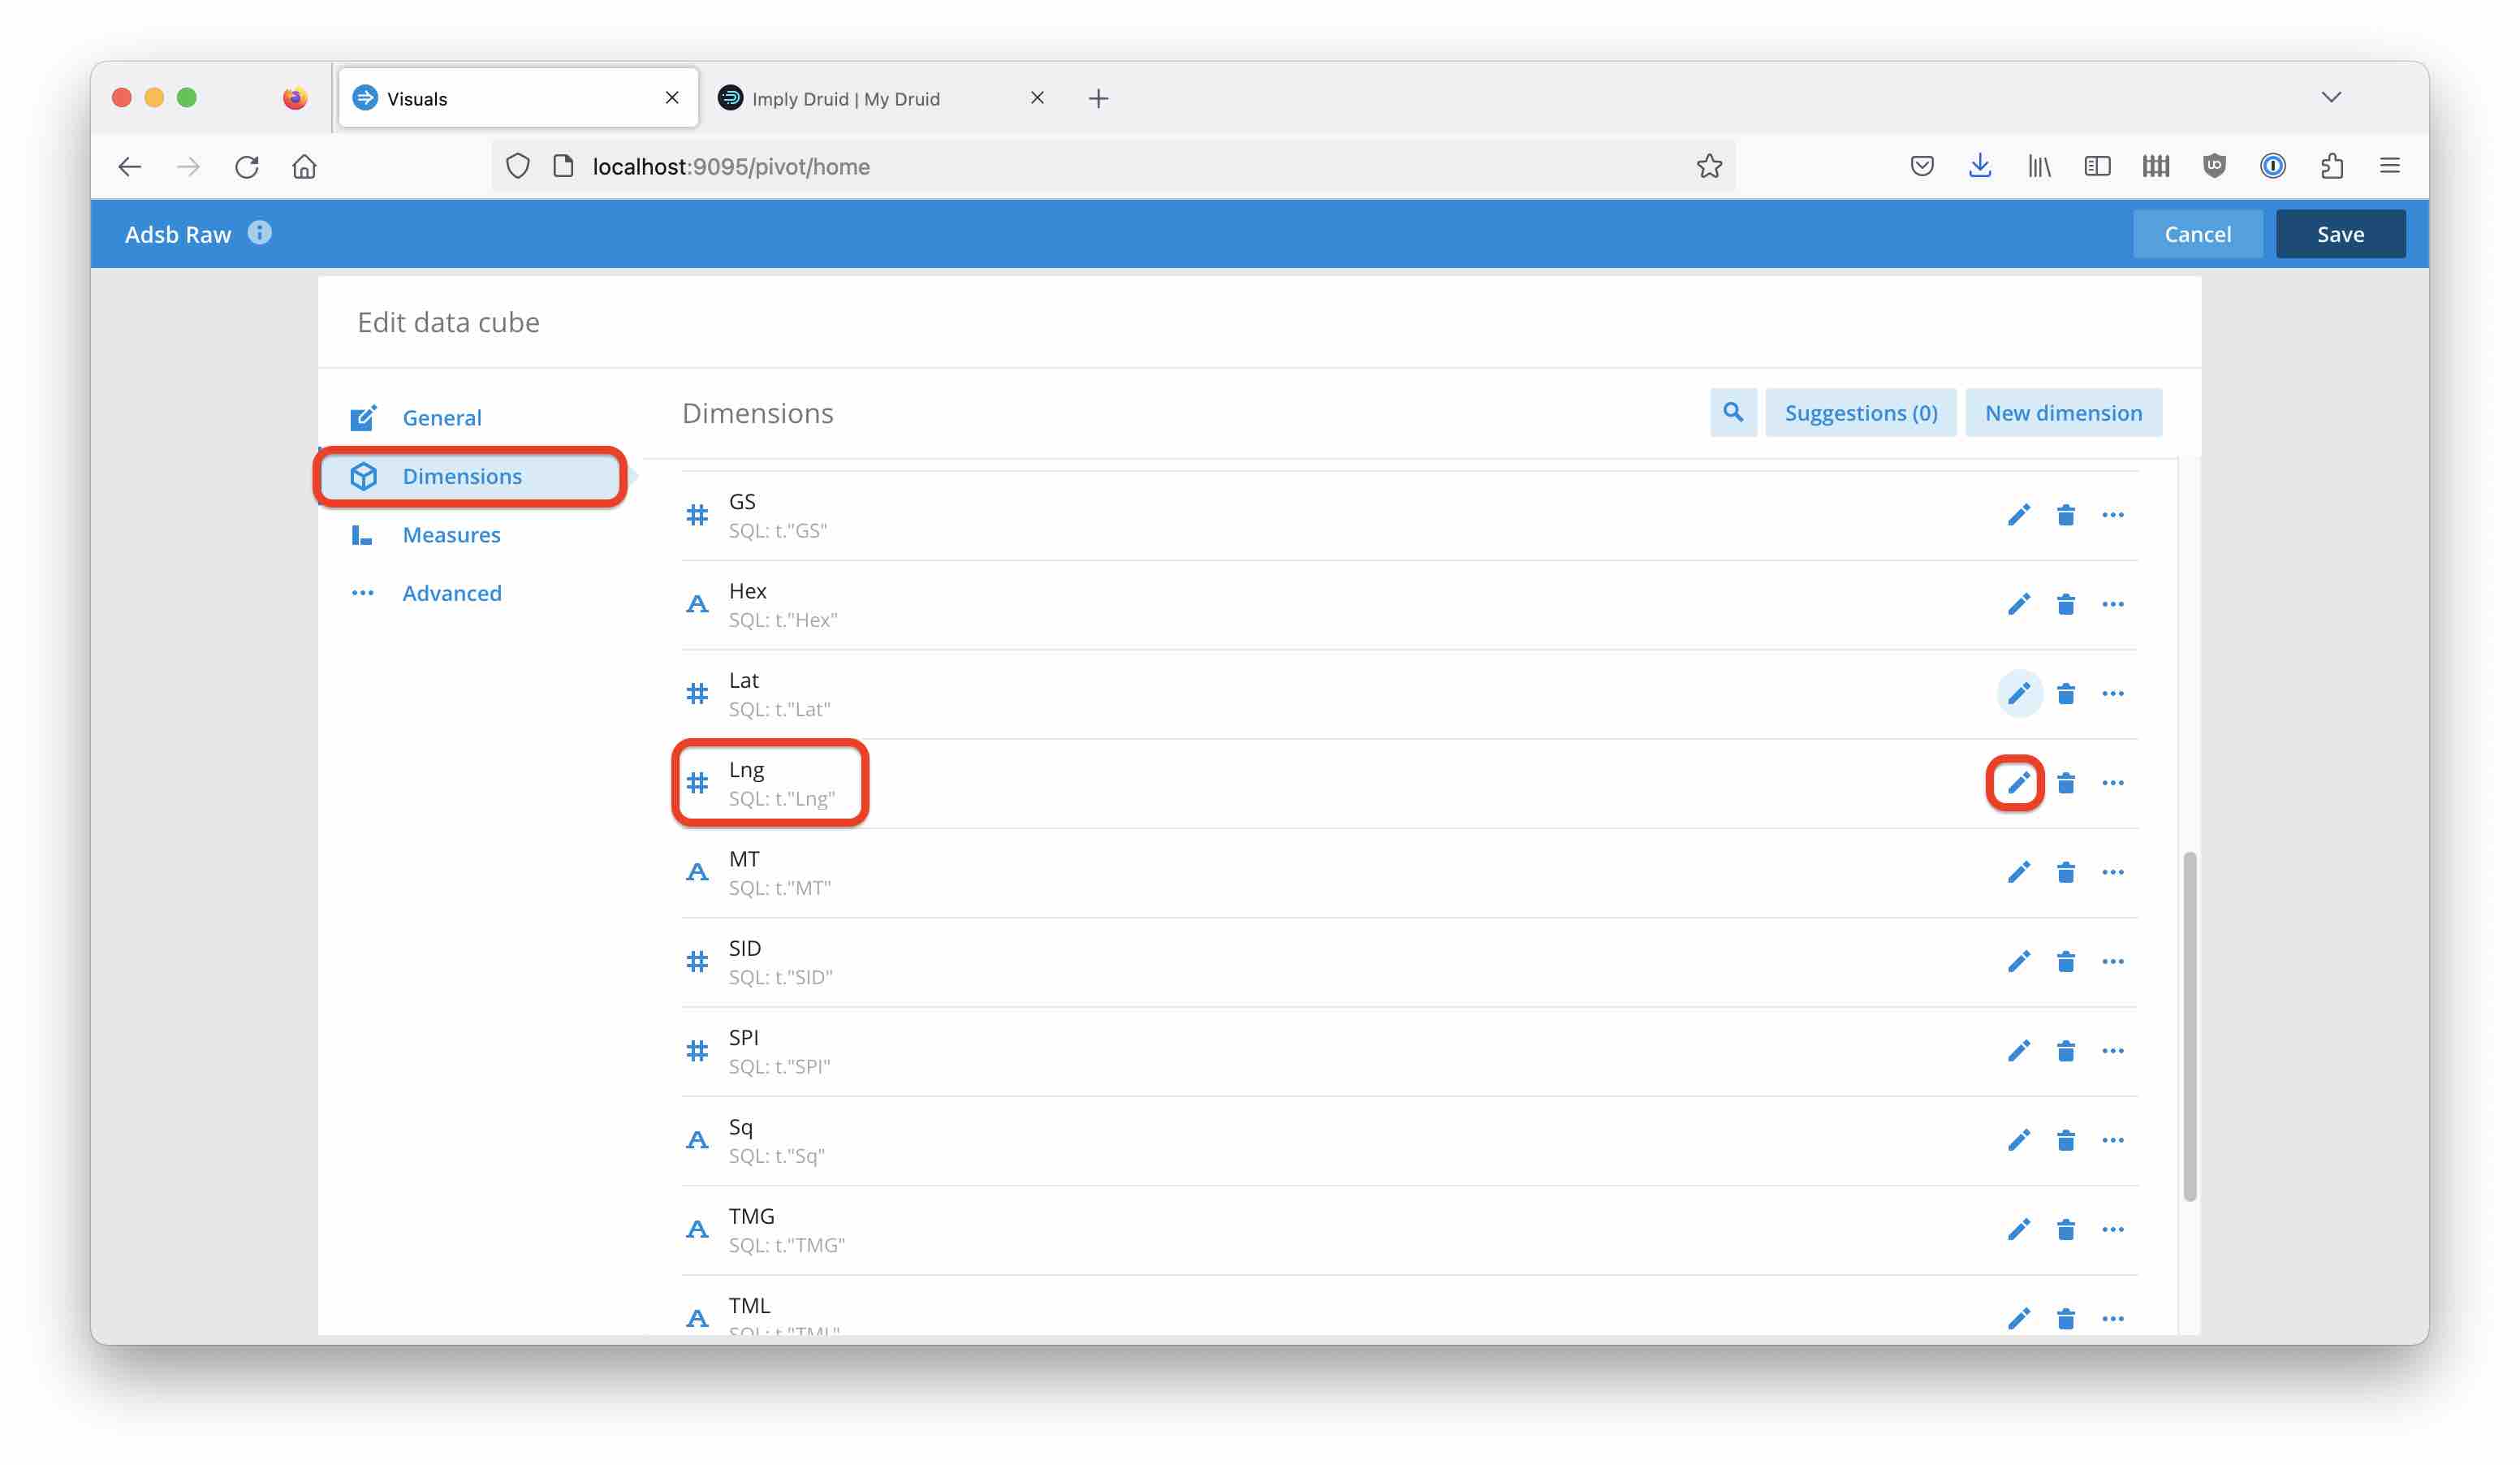 Visuals
Imply Druid | My Druid
localhost:9095/pivot/home
Adsb Raw
Cancel
Save
Edit data cube
General
Dimensions
Measures
Advanced
Dimensions
Suggestions (0)
New dimension
GS
SQL: t."GS"
Hex
SQL: t."Hex"
Lat
SQL: t."Lat"
Lng
SQL: t."Lng"
MT
SQL: t."MT"
SID
SQL: t."SID"
SPI
SQL: t."SPI"
Sq
SQL: t."Sq"
TMG
SQL: t."TMG"
TML
SQL: t."TML"